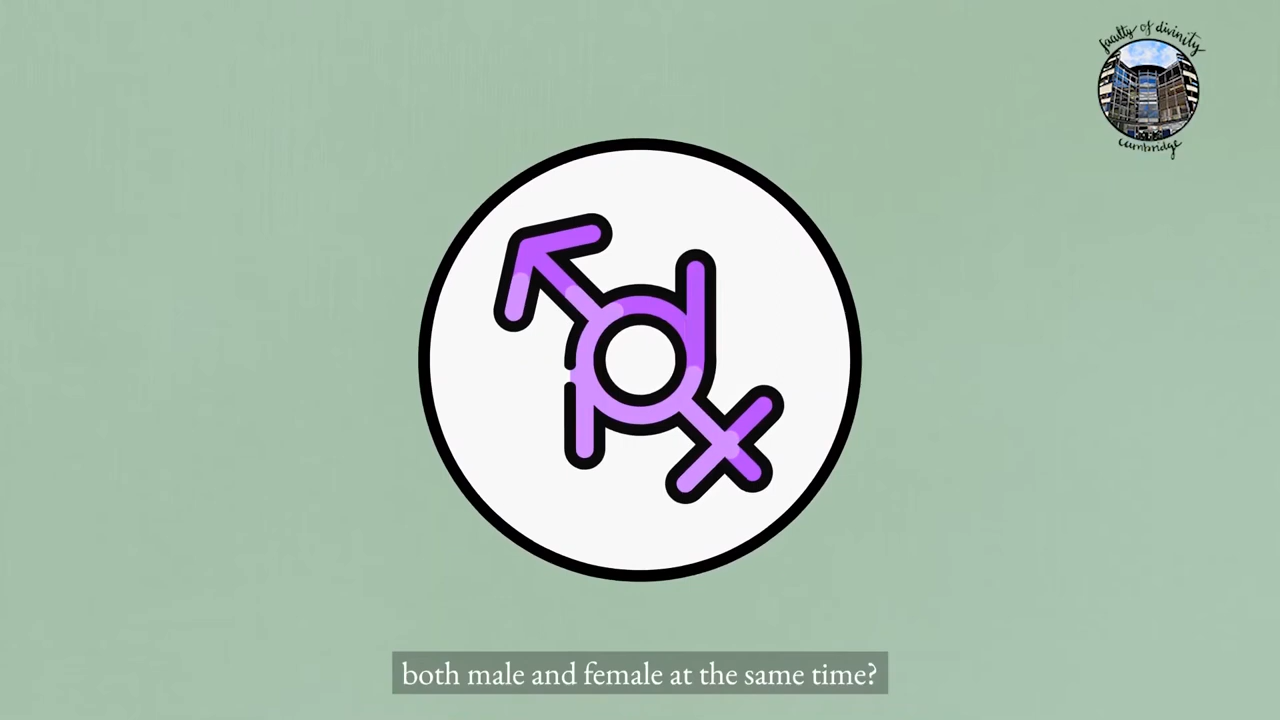 faculty of divinity
Cambridge
both male and female at the same time?